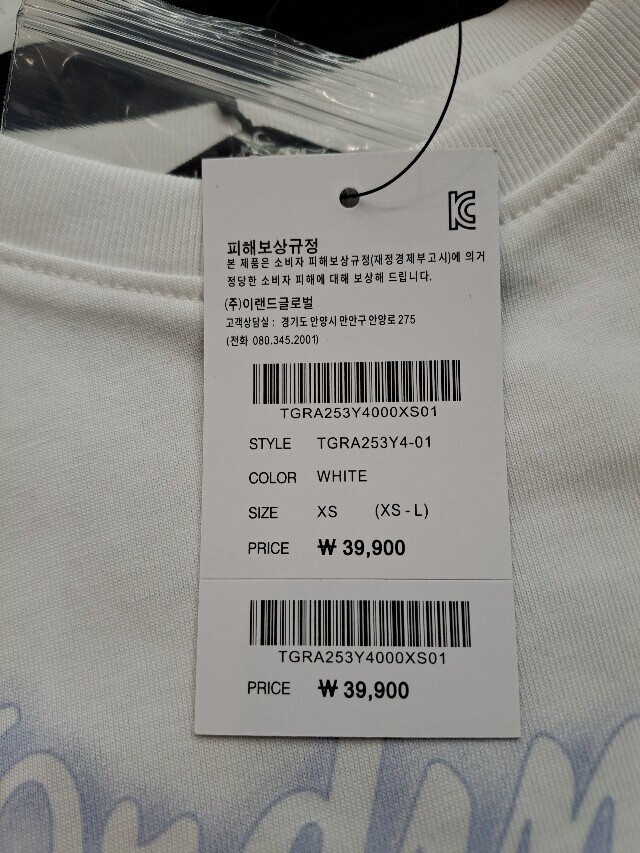 KC
피해보상규정
본 제품은 소비자 피해보상규정(재정경제부고시)에 의거
정당한 소비자 피해에 대해 보상해 드립니다.
(주)이랜드글로벌
고객상담실 : 경기도 안양시 만안구 안양로 275
(전화 080.345.2001)
TGRA253Y4000XS01
STYLE TGRA253Y4-01
COLOR WHITE
SIZE XS (XS - L)
PRICE ₩ 39,900
TGRA253Y4000XS01
PRICE ₩ 39,900